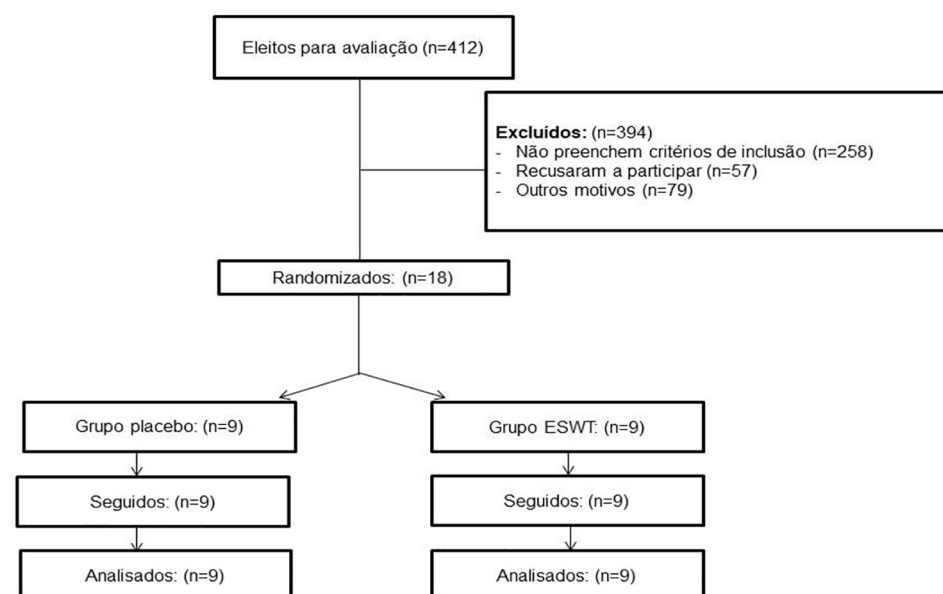 Eleitos para avaliação (n=412)
Excluídos: (n=394)
- Não preenchem critérios de inclusão (n=258)
- Recusaram a participar (n=57)
- Outros motivos (n=79)
Randomizados: (n=18)
Grupo placebo: (n=9)
Grupo ESWT: (n=9)
Seguidos: (n=9)
Seguidos: (n=9)
Analisados: (n=9)
Analisados: (n=9)